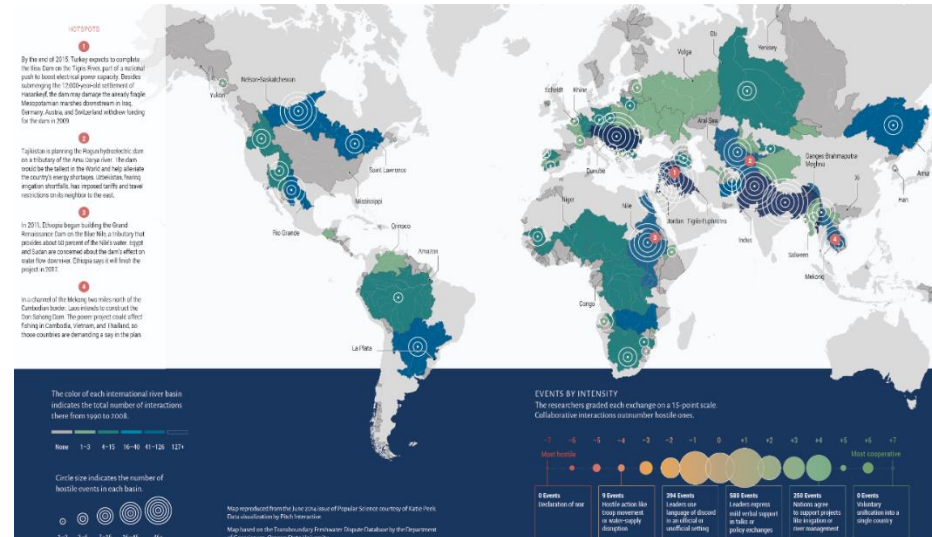 HOTSPOTS
1
By the end of 2015, Turkey expects to complete
the Ilisu Dam on the Tigris River, part of a national
push to boost electrical power capacity. Besides
submerging the 12,000-year-old settlement of
Hasankeyf, the dam may damage the already fragile
Mesopotamian marshes downstream in Iraq.
Germany, Austria, and Switzerland withdrew funding
for the dam in 2009.
2
Tajikistan is planning the Rogun hydroelectric dam
on a tributary of the Amu Darya river. The dam
would be the tallest in the World and help alleviate
the country's energy shortages. Uzbekistan, fearing
irrigation shortfalls, has imposed tariffs and travel
restrictions on its neighbor to the east.
3
In 2011, Ethiopia began building the Grand
Renaissance Dam on the Blue Nile, a tributary that
provides about 60 percent of the Nile's water. Egypt
and Sudan are concerned about the dam's effect on
water flow downriver. Ethiopia says it will finish the
project in 2017.
4
In a channel of the Mekong two miles north of the
Cambodian border, Laos intends to construct the
Don Sahong Dam. The power project could affect
fishing in Cambodia, Vietnam, and Thailand, so
those countries are demanding a say in the plan.
Yukon
Nelson-Saskatchewan
Saint Lawrence
Mississippi
Rio Grande
Orinoco
Amazon
La Plata
Scheldt
Rhine
Volga
Ob
Yenisey
Aral Sea
Danube
Niger
Nile
Jordan
Tigris-Euphrates
Congo
Indus
Ganges-Brahmaputra-
Meghna
Xi
Han
Salween
Mekong
1
2
3
4
The color of each international river basin
indicates the total number of interactions
there from 1990 to 2008.
None 1–3 4–15 16–40 41–126 127+
Circle size indicates the number of
hostile events in each basin.
Map reproduced from the June 2014 issue of Popular Science courtesy of Katie Peek
Data visualization by Pitch Interactive
Map based on the Transboundary Freshwater Dispute Database by the Department
EVENTS BY INTENSITY
The researchers graded each exchange on a 15-point scale.
Collaborative interactions outnumber hostile ones.
-7 -6 -5 -4 -3 -2 -1 0 +1 +2 +3 +4 +5 +6 +7
Most hostile
Most cooperative
0 Events
Declaration of war
9 Events
Hostile action like
troop movement
or water-supply
disruption
394 Events
Leaders use
language of discord
in an official or
unofficial setting
580 Events
Leaders express
mild verbal support
in talks or
policy exchanges
Nations agree
to support projects
like irrigation or
river management
0 Events
Voluntary
unification into a
single country